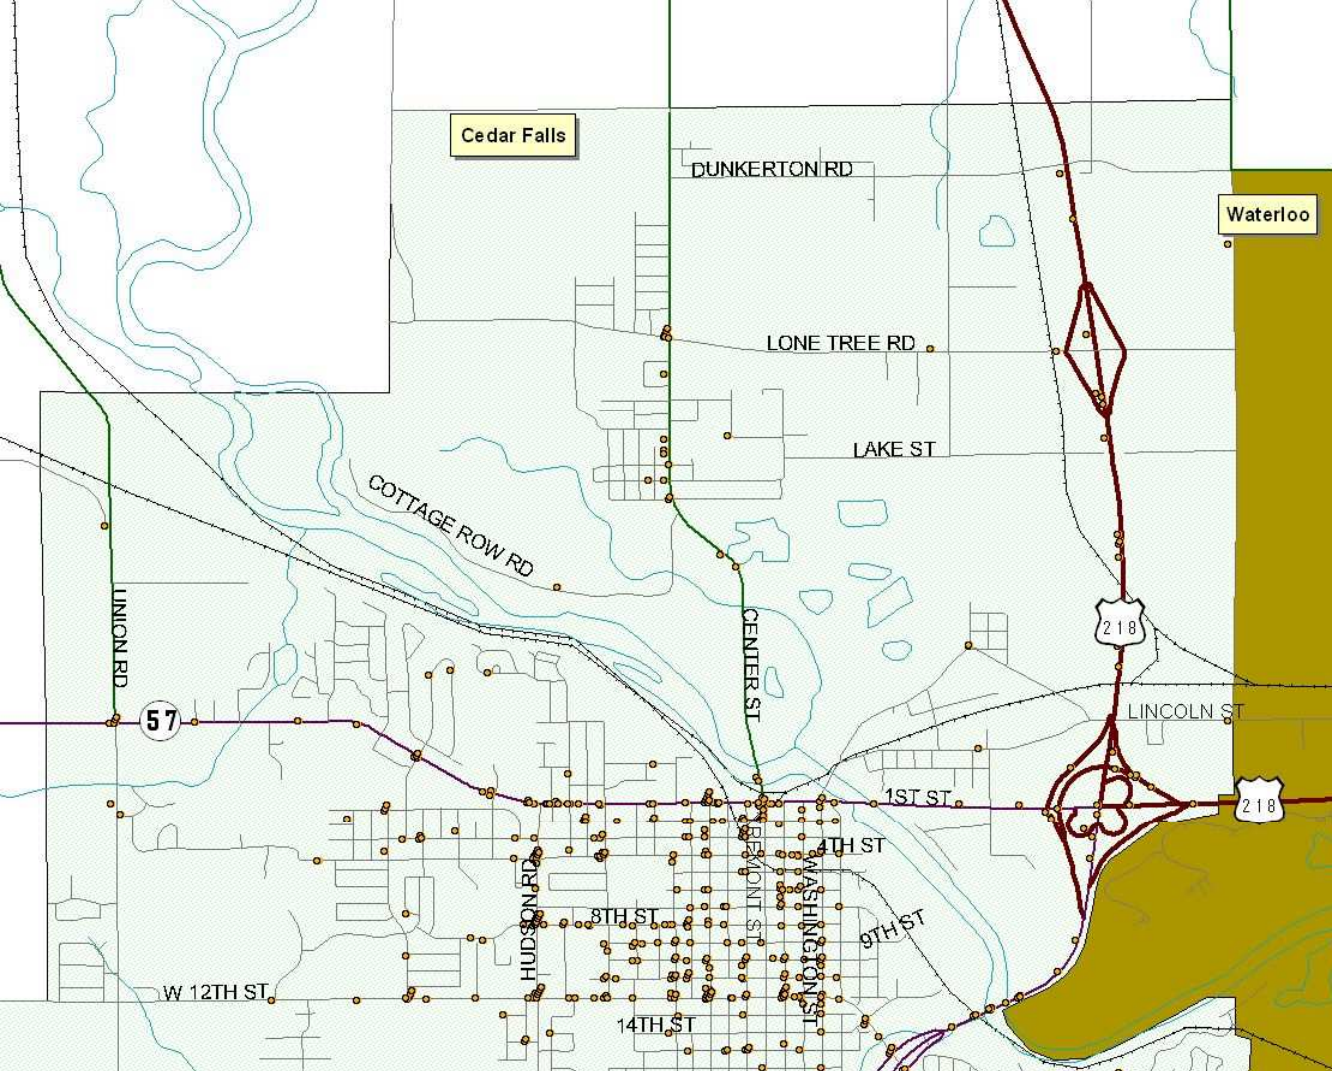 Cedar Falls
DUNKERTON RD
Waterloo
LONE TREE RD
LAKE ST
COTTAGE ROW RD
UNION RD
CENTER ST
218
57
LINCOLN ST
1ST ST
218
4TH ST
REMONT ST
WASHINGTON ST
HUDSON RD
8TH ST
9TH ST
W 12TH ST
14TH ST